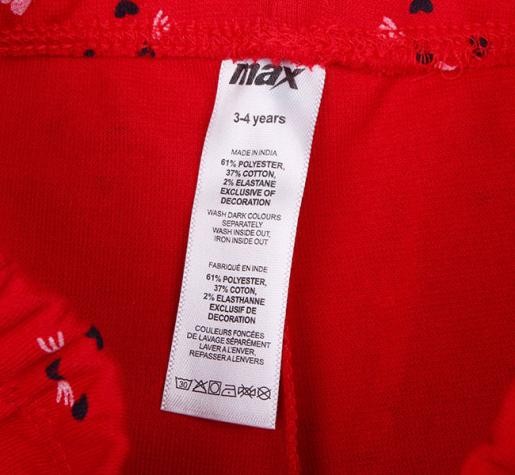 max
3-4 years
MADE IN INDIA
61% POLYESTER,
37% COTTON,
2% ELASTANE
EXCLUSIVE OF
DECORATION
WASH DARK COLOURS
SEPARATELY
WASH INSIDE OUT,
IRON INSIDE OUT
FABRIQUÉ EN INDE
61% POLYESTER,
37% COTON,
2% ELASTHANNE
EXCLUSIF DE
DECORATION
COULEURS FONCÉES
DE LAVAGE SÉPARÉMENT
LAVER A L'ENVER,
REPASSER A L'ENVERS
30